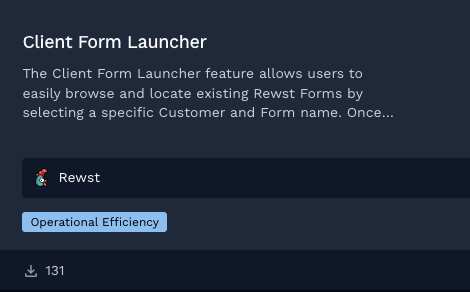 Client Form Launcher
The Client Form Launcher feature allows users to
easily browse and locate existing Rewst Forms by
selecting a specific Customer and Form name. Once...
Rewst
Operational Efficiency
131